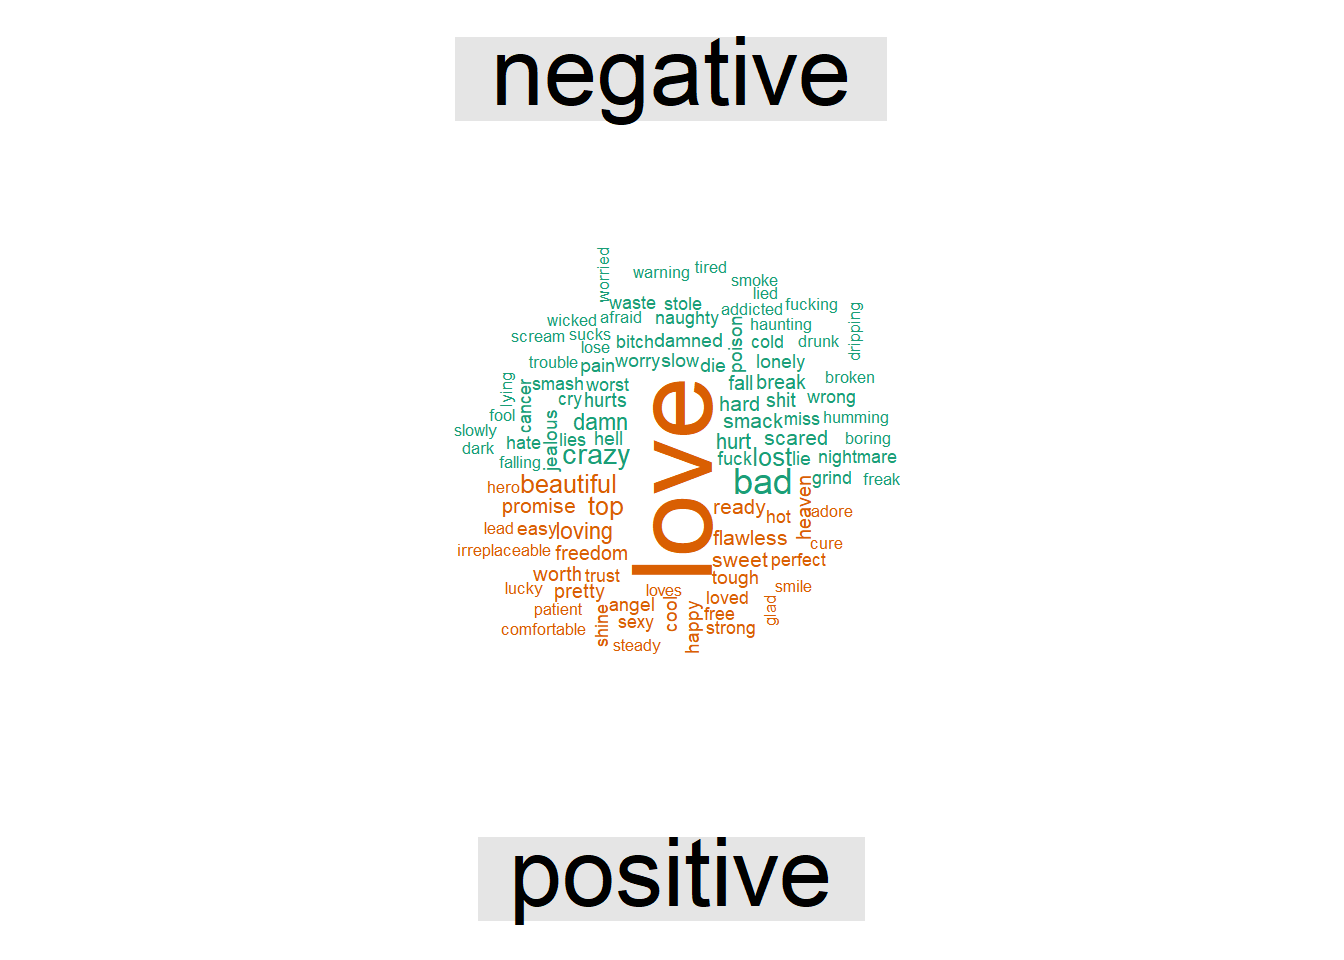 negative
worried
warning
tired
smoke
lied
waste
stole
addicted
fucking
wicked
afraid
naughty
haunting
dripping
scream
sucks
lose
bitch
damned
poison
cold
drunk
trouble
pain
worry
slow
die
lonely
lying
cancer
smash
worst
fall
break
broken
fool
cry
hurts
hard
shit
wrong
slowly
jealous
damn
smack
miss
humming
dark
hate
lies
hell
hurt
scared
boring
falling
crazy
fuck
lost
lie
nightmare
bad
grind
freak
love
hero
beautiful
promise
top
ready
hot
heaven
adore
lead
easy
loving
flawless
cure
irreplaceable
freedom
sweet
perfect
worth
trust
tough
smile
lucky
pretty
loves
loved
glad
patient
shine
angel
cool
happy
free
comfortable
sexy
strong
steady
positive